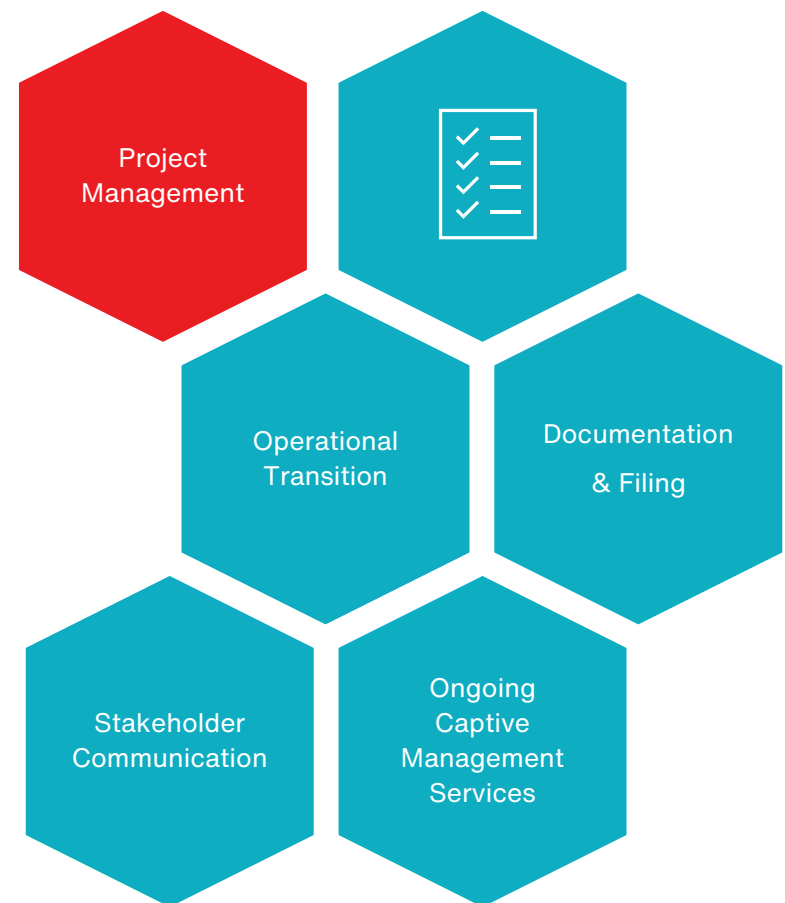 Project
Management
Operational
Transition
Documentation
& Filing
Stakeholder
Communication
Ongoing
Captive
Management
Services